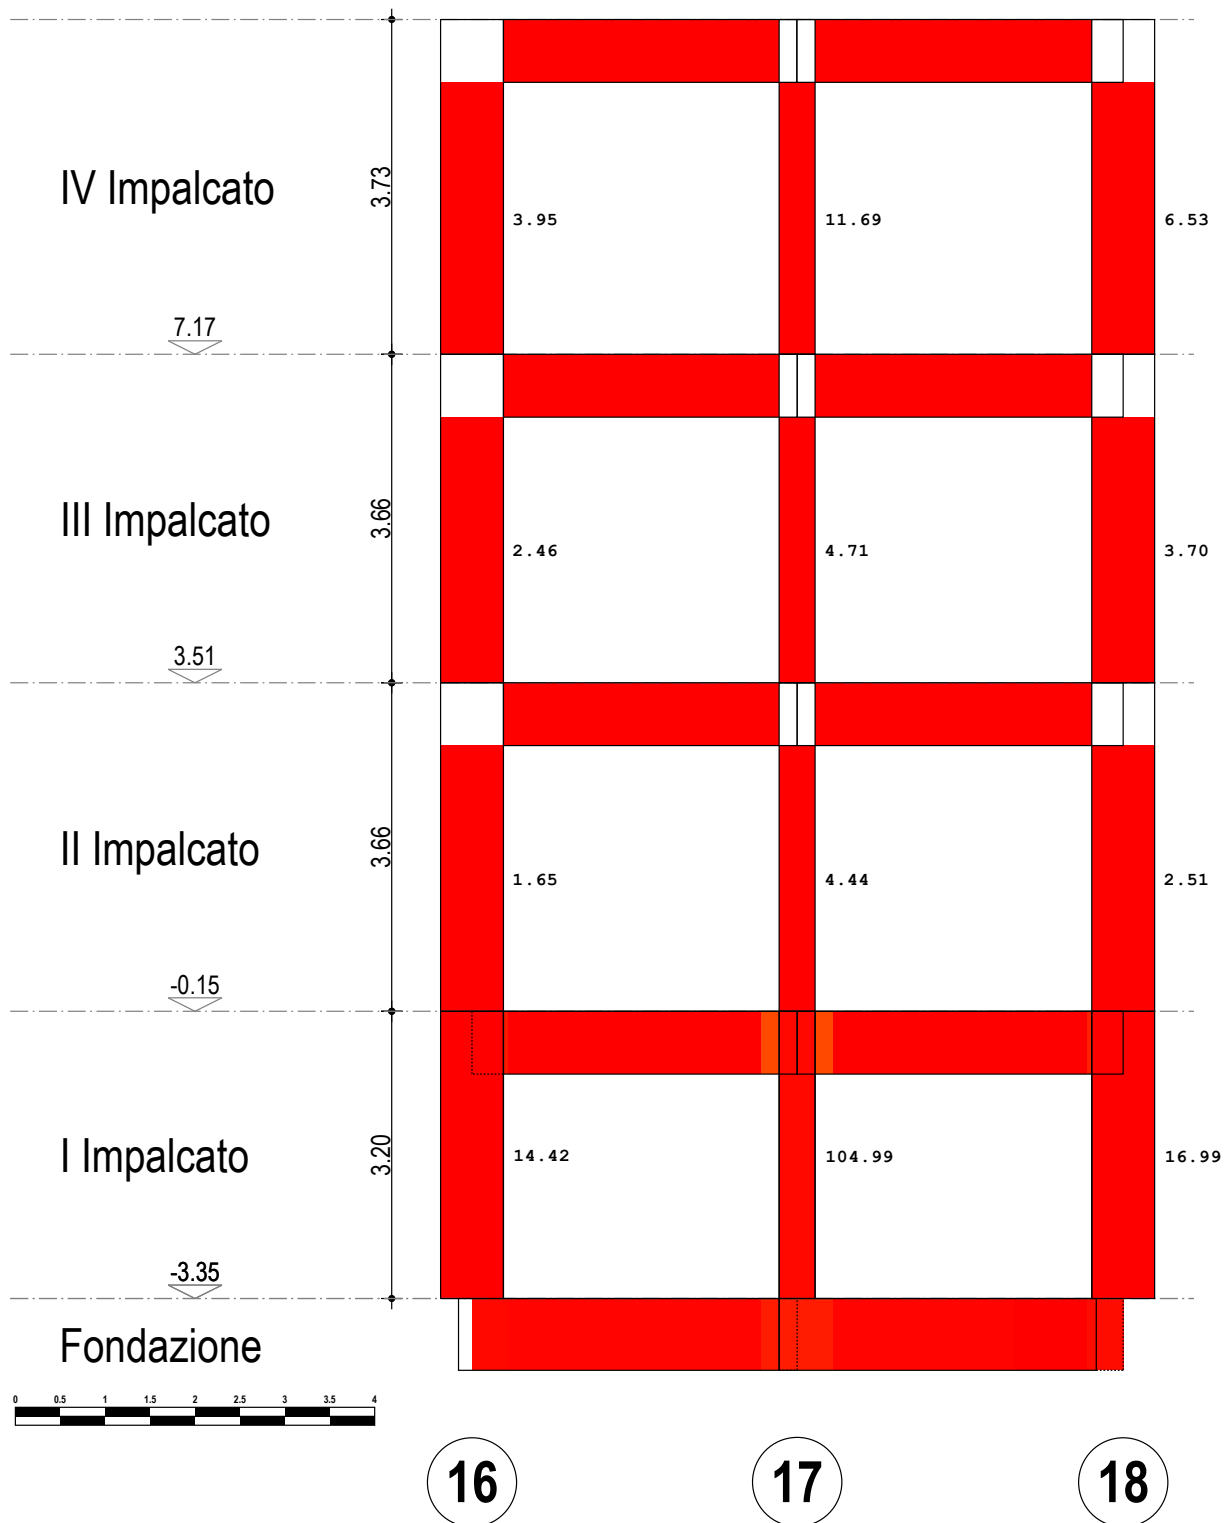 IV Impalcato
3.73
3.95
11.69
6.53
7.17
III Impalcato
3.66
2.46
4.71
3.70
3.51
II Impalcato
3.66
1.65
4.44
2.51
-0.15
I Impalcato
3.20
14.42
104.99
16.99
-3.35
Fondazione
0 0.5 1 1.5 2 2.5 3 3.5 4
16 17 18